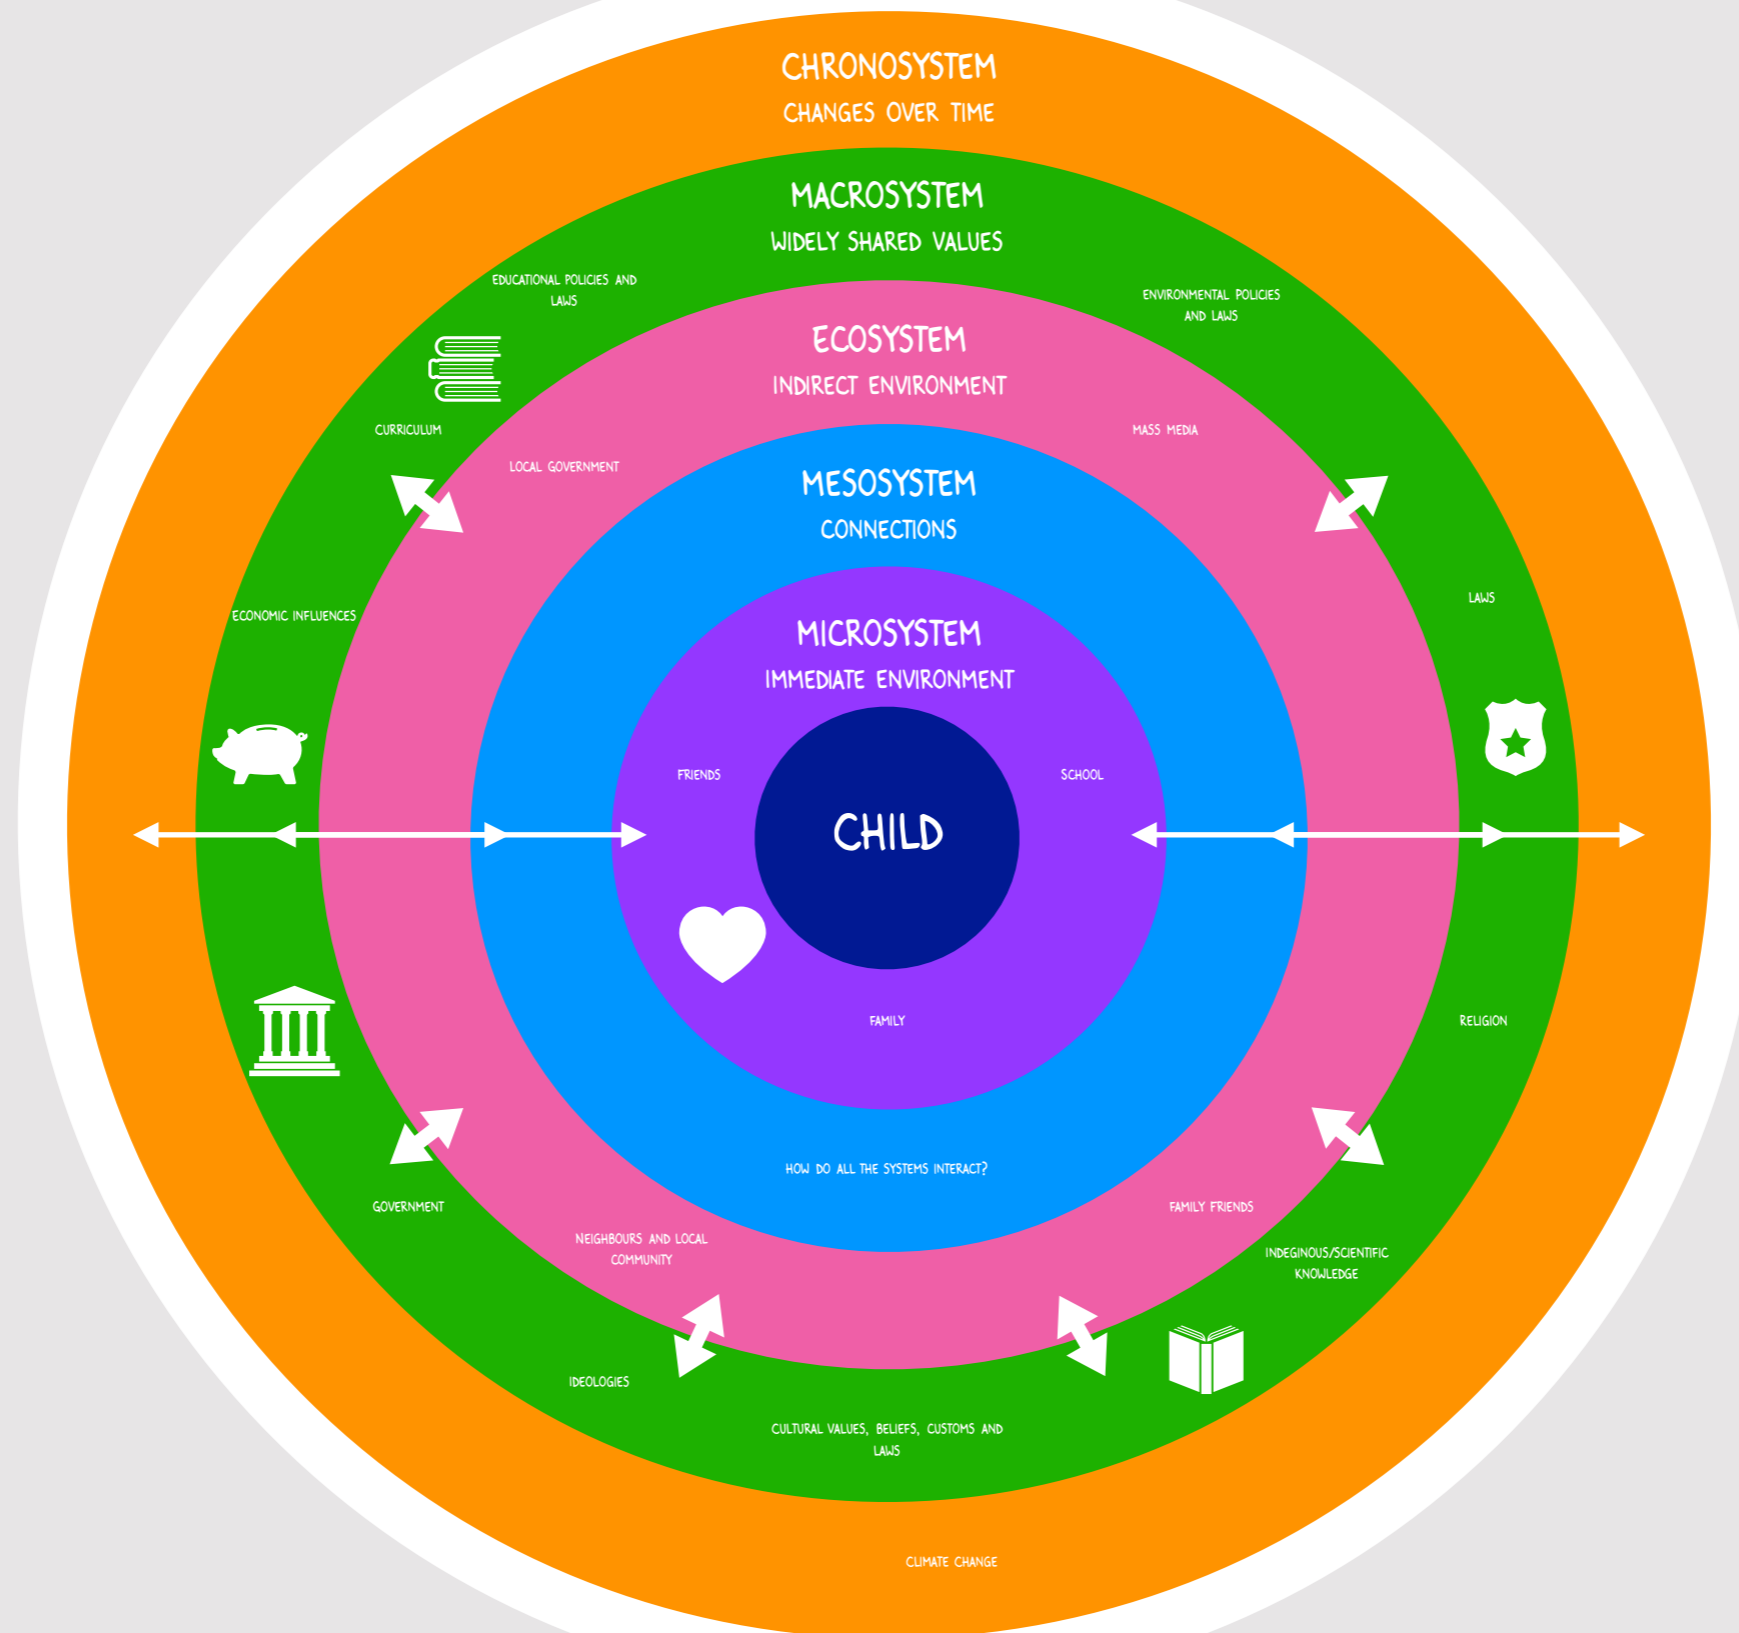 CHRONOSYSTEM
CHANGES OVER TIME
MACROSYSTEM
WIDELY SHARED VALUES
EDUCATIONAL POLICIES AND
LAWS
ENVIRONMENTAL POLICIES
AND LAWS
ECOSYSTEM
INDIRECT ENVIRONMENT
CURRICULUM
MASS MEDIA
LOCAL GOVERNMENT
MESOSYSTEM
CONNECTIONS
LAWS
ECONOMIC INFLUENCES
MICROSYSTEM
IMMEDIATE ENVIRONMENT
FRIENDS
SCHOOL
CHILD
FAMILY
RELIGION
HOW DO ALL THE SYSTEMS INTERACT?
GOVERNMENT
FAMILY FRIENDS
NEIGHBOURS AND LOCAL
COMMUNITY
INDEGINOUS/SCIENTIFIC
KNOWLEDGE
IDEOLOGIES
CULTURAL VALUES, BELIEFS, CUSTOMS AND
LAWS
CLIMATE CHANGE